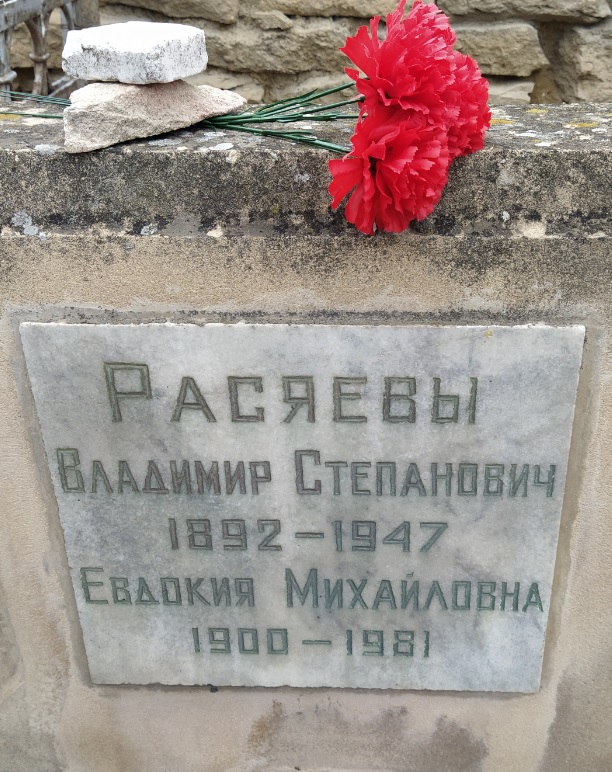 Расяевы
Владимир Степанович
1892-1947
Евдокия Михайловна
1900-1981